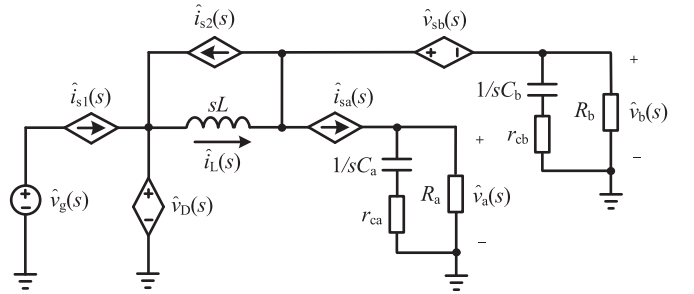 î_s2(s)
v̂_sb(s)
+
−
+
1/sC_b
R_b
v̂_b(s)
r_cb
−
î_s1(s)
sL
î_sa(s)
î_L(s)
+
1/sC_a
R_a
v̂_a(s)
r_ca
−
+
−
v̂_g(s)
+
−
v̂_D(s)